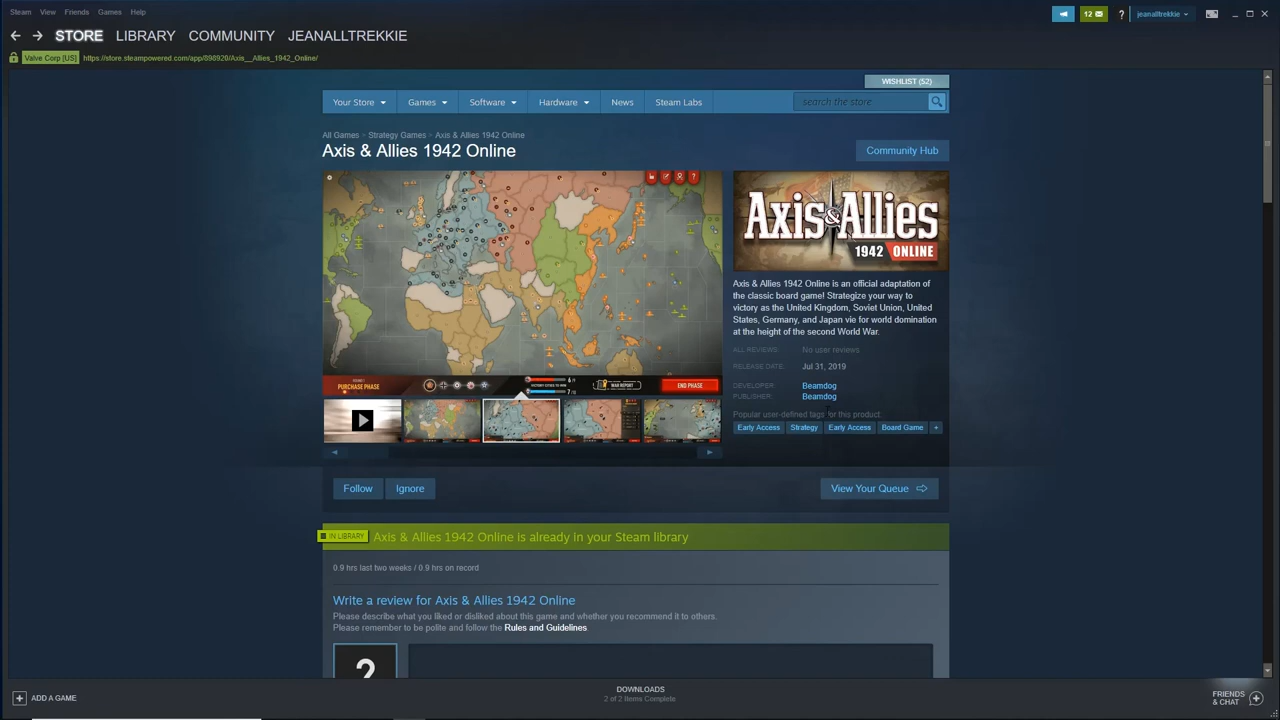 Steam View Friends Games Help
12 jeanalltrekkie
STORE LIBRARY COMMUNITY JEANALLTREKKIE
Valve Corp [US] https://store.steampowered.com/app/898920/Axis__Allies_1942_Online/
WISHLIST (52)
Your Store Games Software Hardware News Steam Labs search the store
All Games > Strategy Games > Axis & Allies 1942 Online
Axis & Allies 1942 Online
Community Hub
PURCHASE PHASE
VICTORY CITIES TO WIN
WAR REPORT
END PHASE
Axis & Allies
1942 ONLINE
Axis & Allies 1942 Online is an official adaptation of
the classic board game! Strategize your way to
victory as the United Kingdom, Soviet Union, United
States, Germany, and Japan vie for world domination
at the height of the second World War.
ALL REVIEWS: No user reviews
RELEASE DATE: Jul 31, 2019
DEVELOPER: Beamdog
PUBLISHER: Beamdog
Popular user-defined tags for this product:
Early Access Strategy Early Access Board Game +
Follow Ignore View Your Queue
IN LIBRARY Axis & Allies 1942 Online is already in your Steam library
0.9 hrs last two weeks / 0.9 hrs on record
Write a review for Axis & Allies 1942 Online
Please describe what you liked or disliked about this game and whether you recommend it to others.
Please remember to be polite and follow the Rules and Guidelines.
?
ADD A GAME
DOWNLOADS
2 of 2 Items Complete
FRIENDS
& CHAT